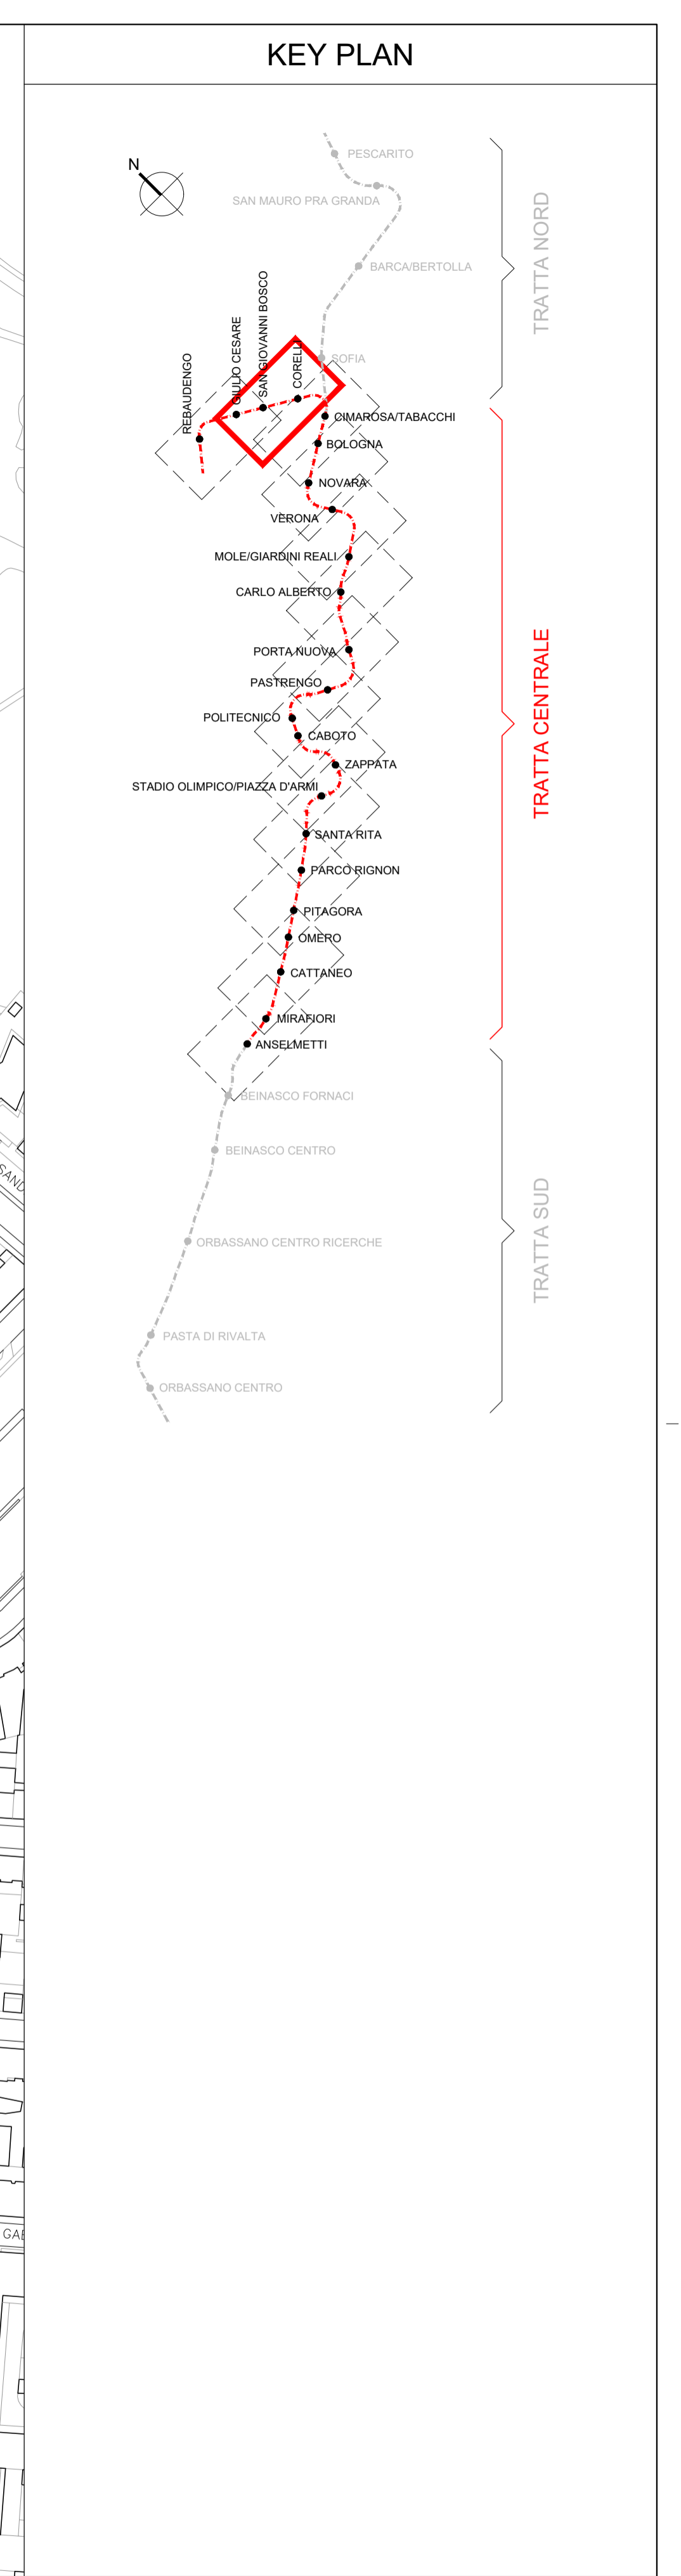 KEY PLAN
N
PESCARITO
SAN MAURO PRA GRANDA
BARCA/BERTOLLA
TRATTA NORD
SOFIA
REBAUDENGO
GIULIO CESARE
SAN GIOVANNI BOSCO
CORELLI
CIMAROSA/TABACCHI
BOLOGNA
NOVARA
VERONA
MOLE/GIARDINI REALI
CARLO ALBERTO
PORTA NUOVA
PASTRENGO
POLITECNICO
CABOTO
ZAPPATA
STADIO OLIMPICO/PIAZZA D'ARMI
SANTA RITA
PARCO RIGNON
PITAGORA
OMERO
CATTANEO
MIRAFIORI
ANSELMETTI
TRATTA CENTRALE
BEINASCO FORNACI
BEINASCO CENTRO
ORBASSANO CENTRO RICERCHE
PASTA DI RIVALTA
ORBASSANO CENTRO
TRATTA SUD
SAND
GAB